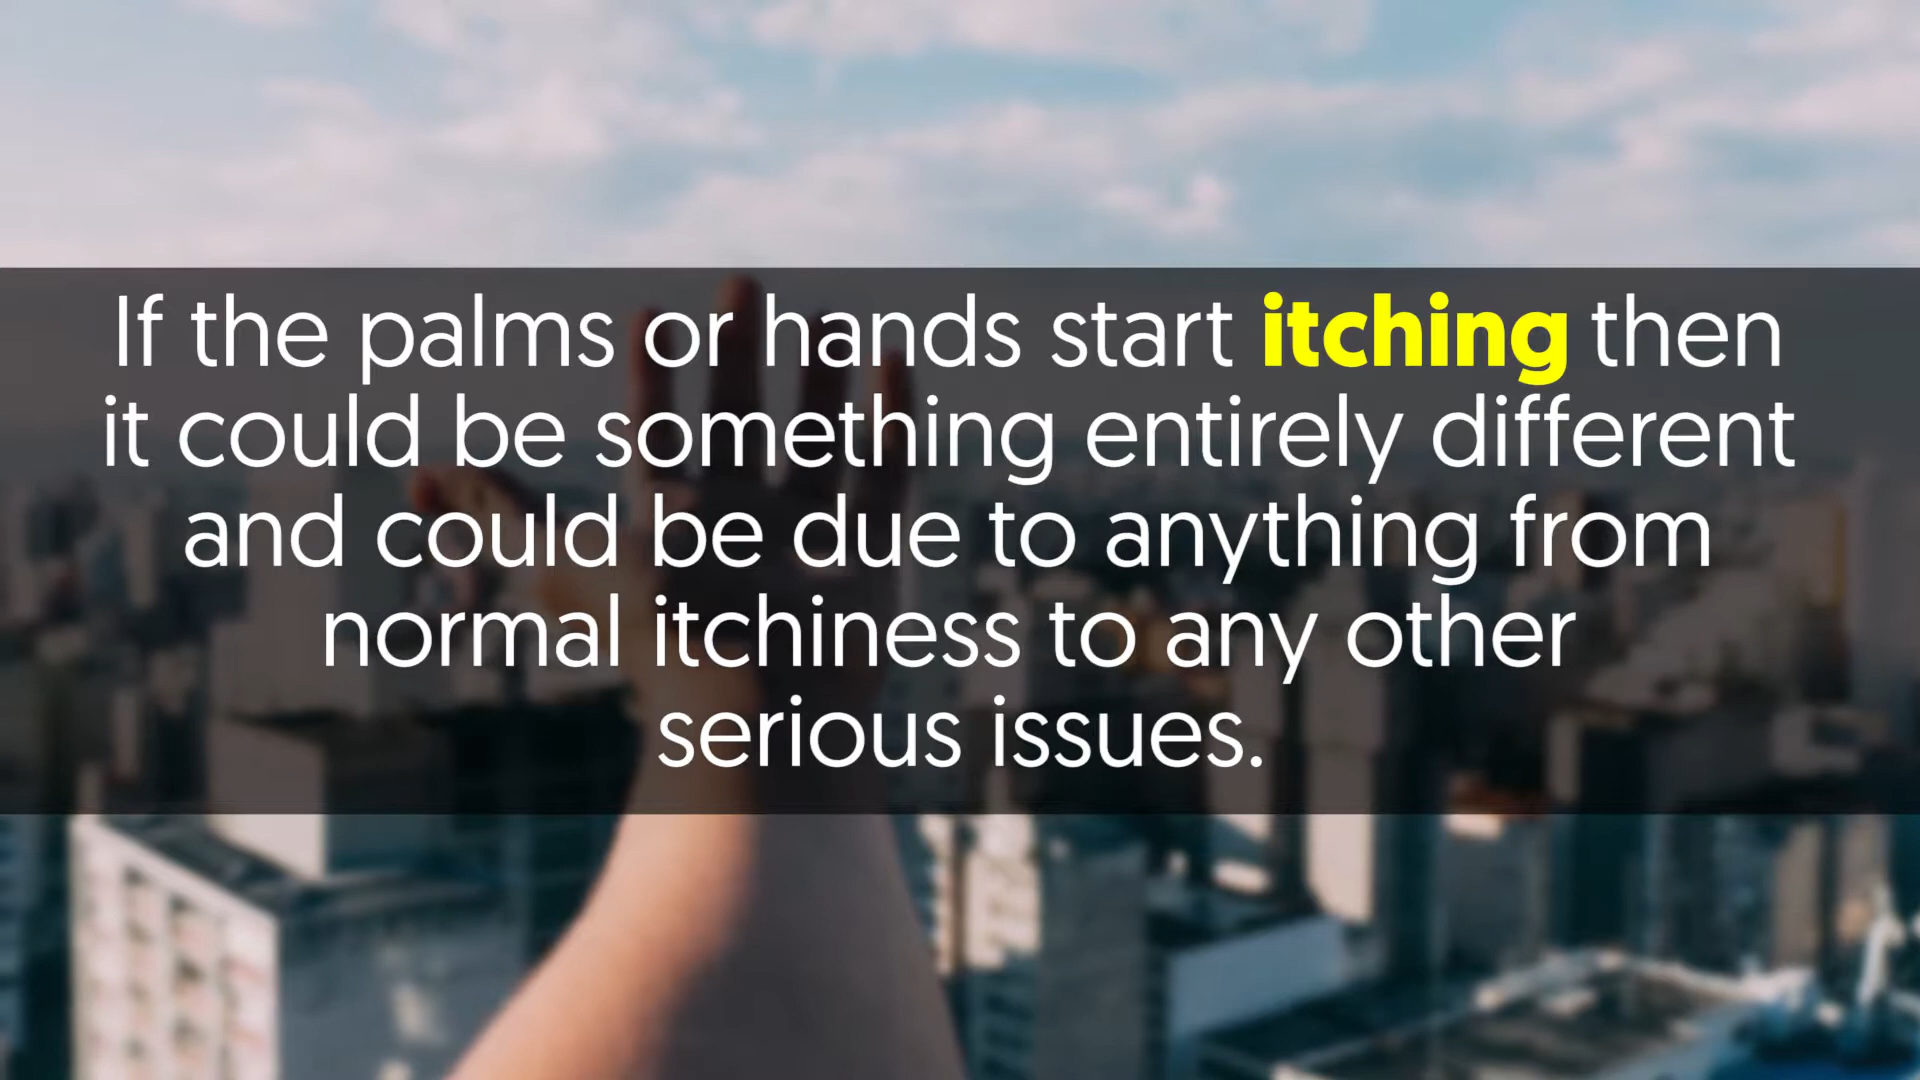 If the palms or hands start itching then
it could be something entirely different
and could be due to anything from
normal itchiness to any other
serious issues.